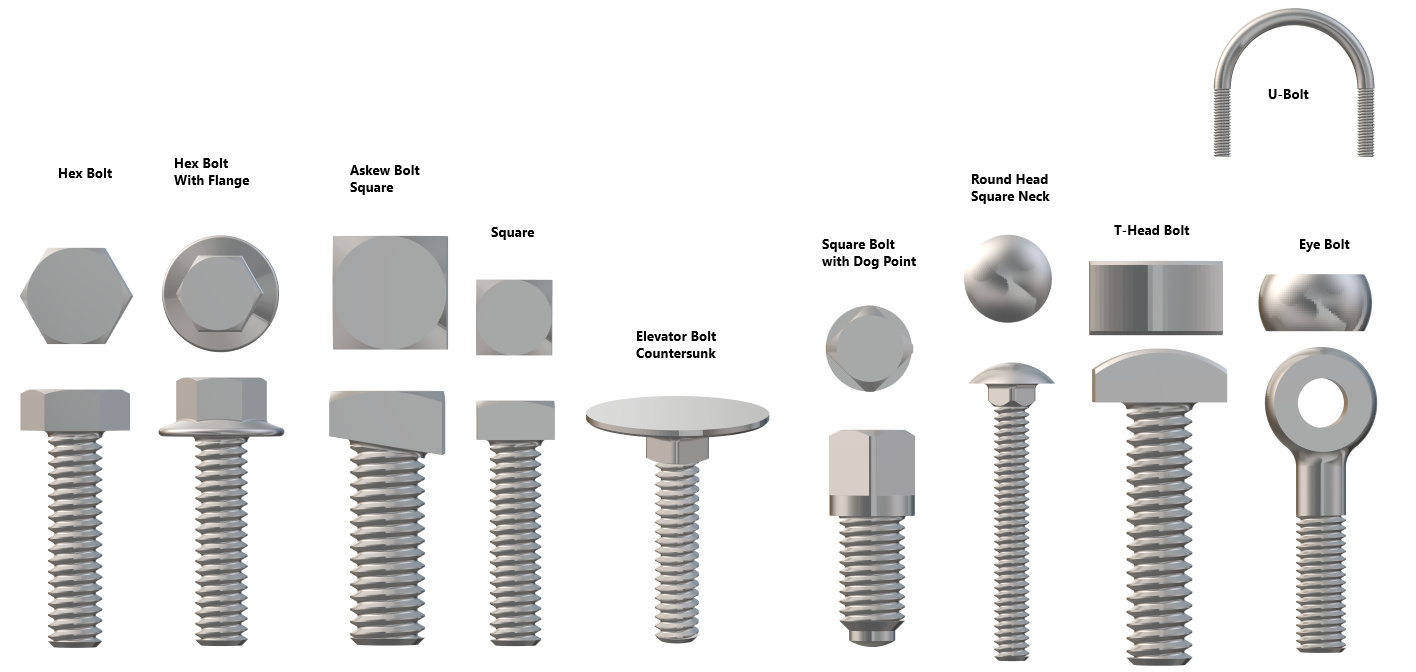 Hex Bolt
Hex Bolt
With Flange
Askew Bolt
Square
Square
Elevator Bolt
Countersunk
Square Bolt
with Dog Point
Round Head
Square Neck
T-Head Bolt
U-Bolt
Eye Bolt